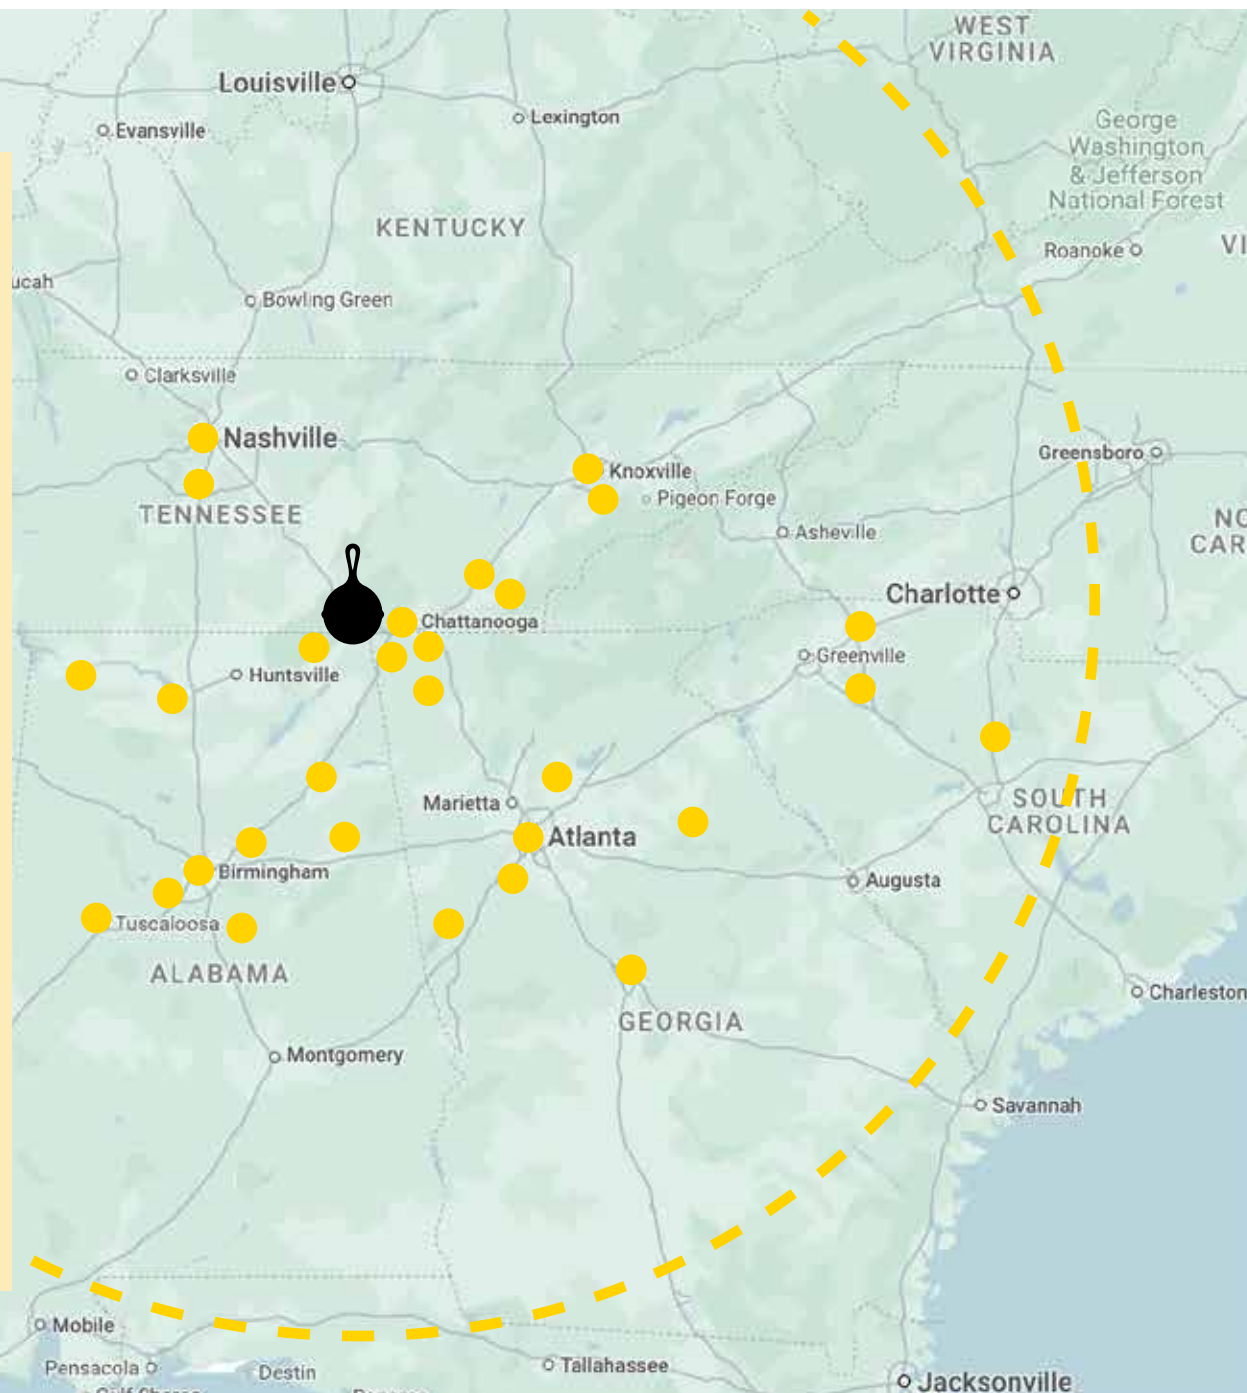 WEST
VIRGINIA
Louisville
Lexington
Evansville
George
Washington
& Jefferson
National Forest
KENTUCKY
Roanoke
VI
ucah
Bowling Green
Clarksville
Nashville
Greensboro
Knoxville
Pigeon Forge
TENNESSEE
NO
CAR
Asheville
Charlotte
Chattanooga
Greenville
Huntsville
Marietta
SOUTH
CAROLINA
Atlanta
Birmingham
Augusta
Tuscaloosa
ALABAMA
Charleston
GEORGIA
Montgomery
Savannah
Mobile
Pensacola
Destin
Tallahassee
Jacksonville